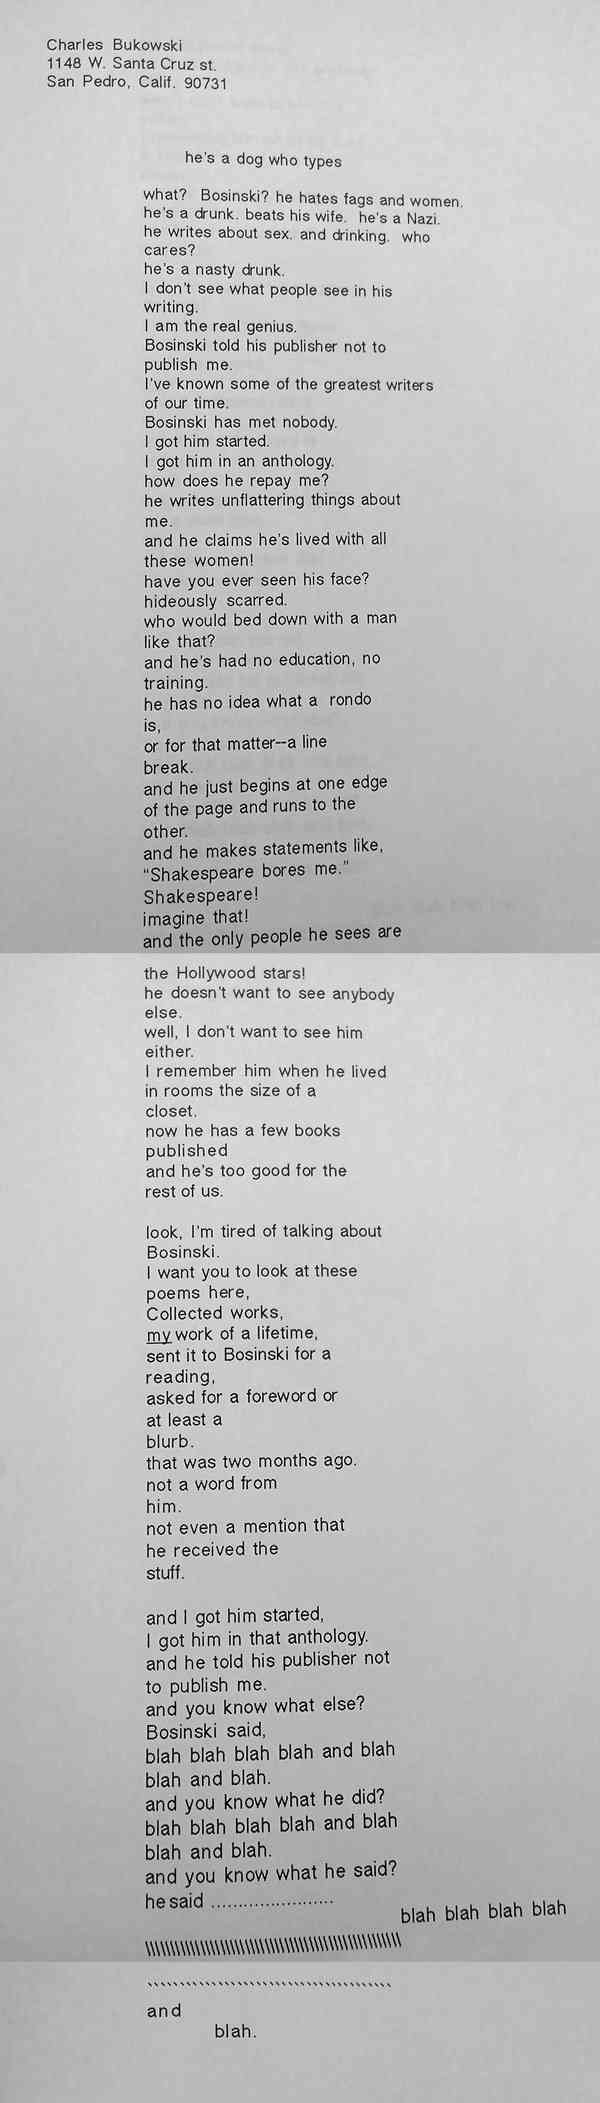 Charles Bukowski
1148 W. Santa Cruz st.
San Pedro, Calif. 90731
he's a dog who types
what? Bosinski? he hates fags and women.
he's a drunk. beats his wife. he's a Nazi.
he writes about sex. and drinking. who
cares?
he's a nasty drunk.
I don't see what people see in his
writing.
I am the real genius.
Bosinski told his publisher not to
publish me.
I've known some of the greatest writers
of our time.
Bosinski has met nobody.
I got him started.
I got him in an anthology.
how does he repay me?
he writes unflattering things about
me.
and he claims he's lived with all
these women!
have you ever seen his face?
hideously scarred.
who would bed down with a man
like that?
and he's had no education, no
training.
he has no idea what a rondo
is,
or for that matter--a line
break.
and he just begins at one edge
of the page and runs to the
other.
and he makes statements like,
"Shakespeare bores me."
Shakespeare!
imagine that!
and the only people he sees are
the Hollywood stars!
he doesn't want to see anybody
else.
well, I don't want to see him
either.
I remember him when he lived
in rooms the size of a
closet.
now he has a few books
published
and he's too good for the
rest of us.
look, I'm tired of talking about
Bosinski.
I want you to look at these
poems here,
Collected works,
my work of a lifetime,
sent it to Bosinski for a
reading,
asked for a foreword or
at least a
blurb.
that was two months ago.
not a word from
him.
not even a mention that
he received the
stuff.
and I got him started,
I got him in that anthology.
and he told his publisher not
to publish me.
and you know what else?
Bosinski said,
blah blah blah blah and blah
blah and blah.
and you know what he did?
blah blah blah blah and blah
blah and blah.
and you know what he said?
he said .......................
blah blah blah blah
and
blah.